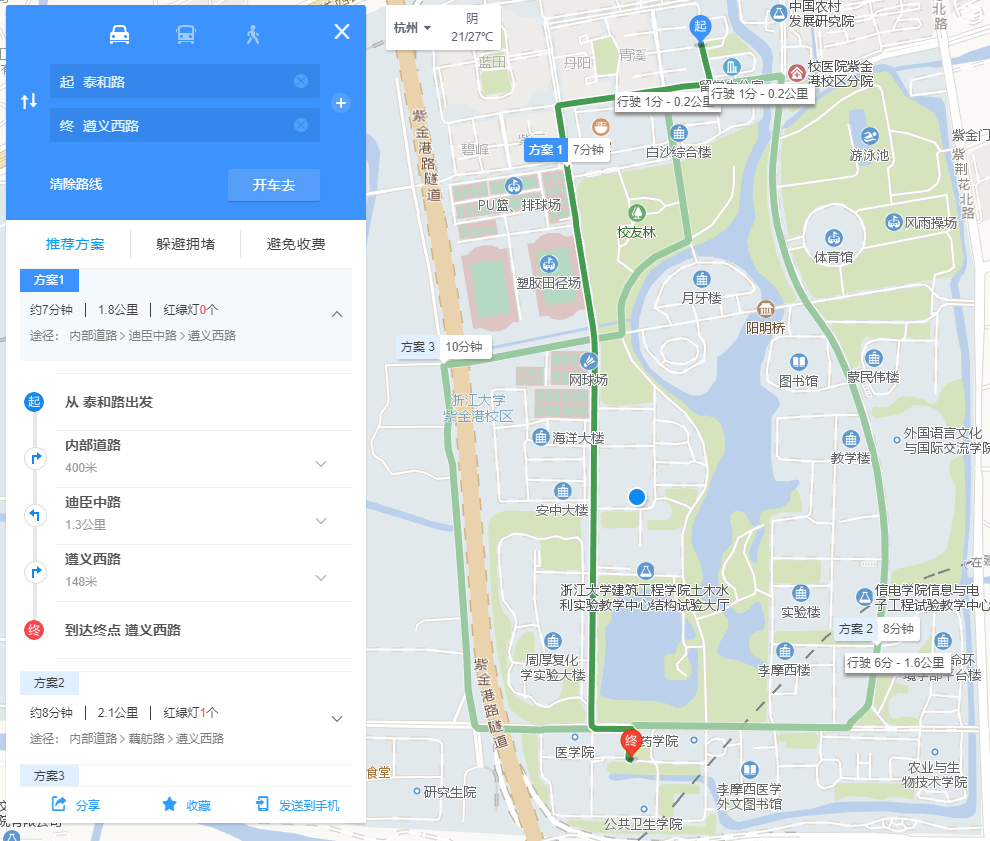 起 泰和路
终 遵义西路
清除路线
开车去
推荐方案
躲避拥堵
避免收费
方案1
约7分钟 | 1.8公里 | 红绿灯0个
途径： 内部道路 > 迪臣中路 > 遵义西路
起 从 泰和路出发
内部道路
400米
迪臣中路
1.3公里
遵义西路
148米
终 到达终点 遵义西路
方案2
约8分钟 | 2.1公里 | 红绿灯1个
途径： 内部道路 > 藕舫路 > 遵义西路
方案3
分享
收藏
发送到手机
杭州
阴
21/27℃
中国农村
发展研究院
北路
起
蓝田
丹阳
青溪
校医院紫金
港校区分院
行驶 1分 - 0.2公里
行驶 1分 - 0.2公里
紫金港路隧道
碧峰
方案 1 7分钟
白沙综合楼
游泳池
紫金门
紫荆花北路
PU篮、排球场
校友林
风雨操场
体育馆
塑胶田径场
月牙楼
阳明桥
方案 3 10分钟
网球场
图书馆
蒙民伟楼
浙江大学
紫金港校区
海洋大楼
外国语言文化
与国际交流学院
教学楼
安中大楼
浙江大学建筑工程学院土木水
利实验教学中心结构试验大厅
实验楼
信电学院信息与电
子工程试验教学中心
方案 2 8分钟
行驶 6分 - 1.6公里
周厚复化
学实验大楼
李摩西楼
紫金港路隧道
终
药学院
医学院
农业与生
物技术学院
食堂
研究生院
李摩西医学
外文图书馆
公共卫生学院